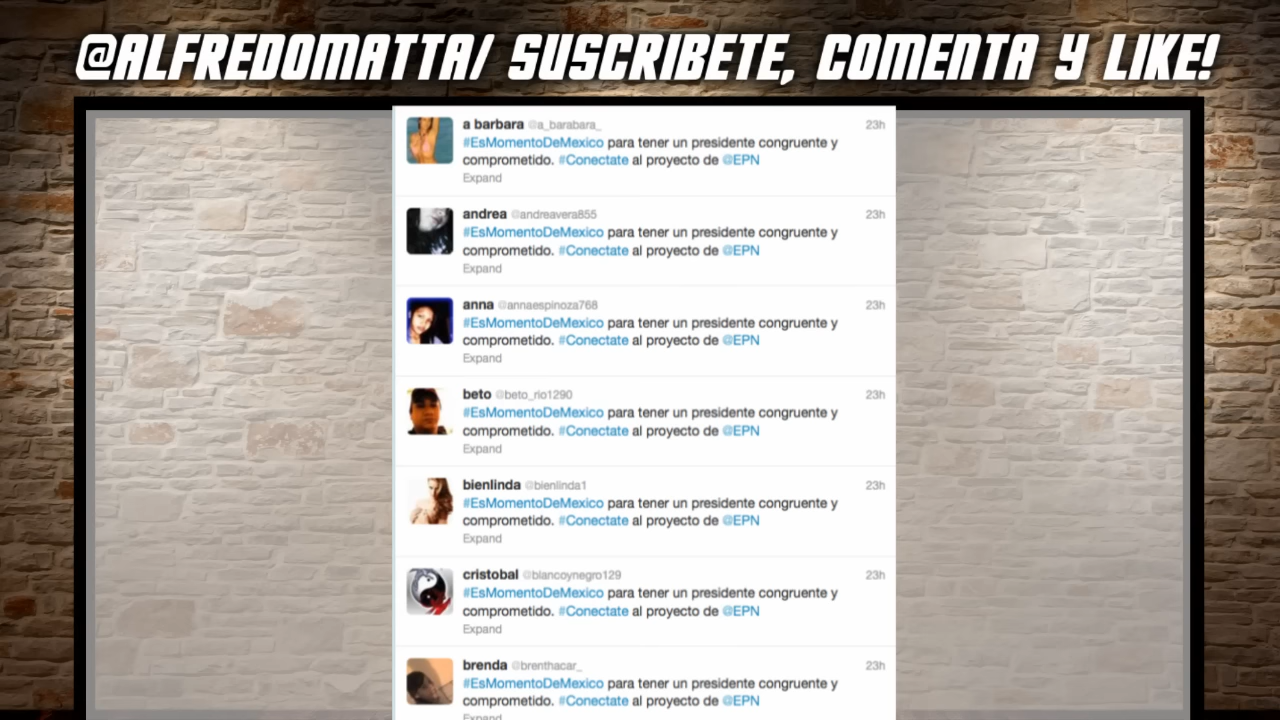 @ALFREDOMATTA/ SUSCRIBETE, COMENTA Y LIKE!
a barbara @a_barabara_ 23h
#EsMomentoDeMexico para tener un presidente congruente y
comprometido. #Conectate al proyecto de @EPN
Expand
andrea @andreavera855 23h
#EsMomentoDeMexico para tener un presidente congruente y
comprometido. #Conectate al proyecto de @EPN
Expand
anna @annaespinoza768 23h
#EsMomentoDeMexico para tener un presidente congruente y
comprometido. #Conectate al proyecto de @EPN
Expand
beto @beto_rio1290 23h
#EsMomentoDeMexico para tener un presidente congruente y
comprometido. #Conectate al proyecto de @EPN
Expand
bienlinda @bienlinda1 23h
#EsMomentoDeMexico para tener un presidente congruente y
comprometido. #Conectate al proyecto de @EPN
Expand
cristobal @blancoynegro129 23h
#EsMomentoDeMexico para tener un presidente congruente y
comprometido. #Conectate al proyecto de @EPN
Expand
brenda @brenthacar_ 23h
#EsMomentoDeMexico para tener un presidente congruente y
comprometido. #Conectate al proyecto de @EPN
Expand